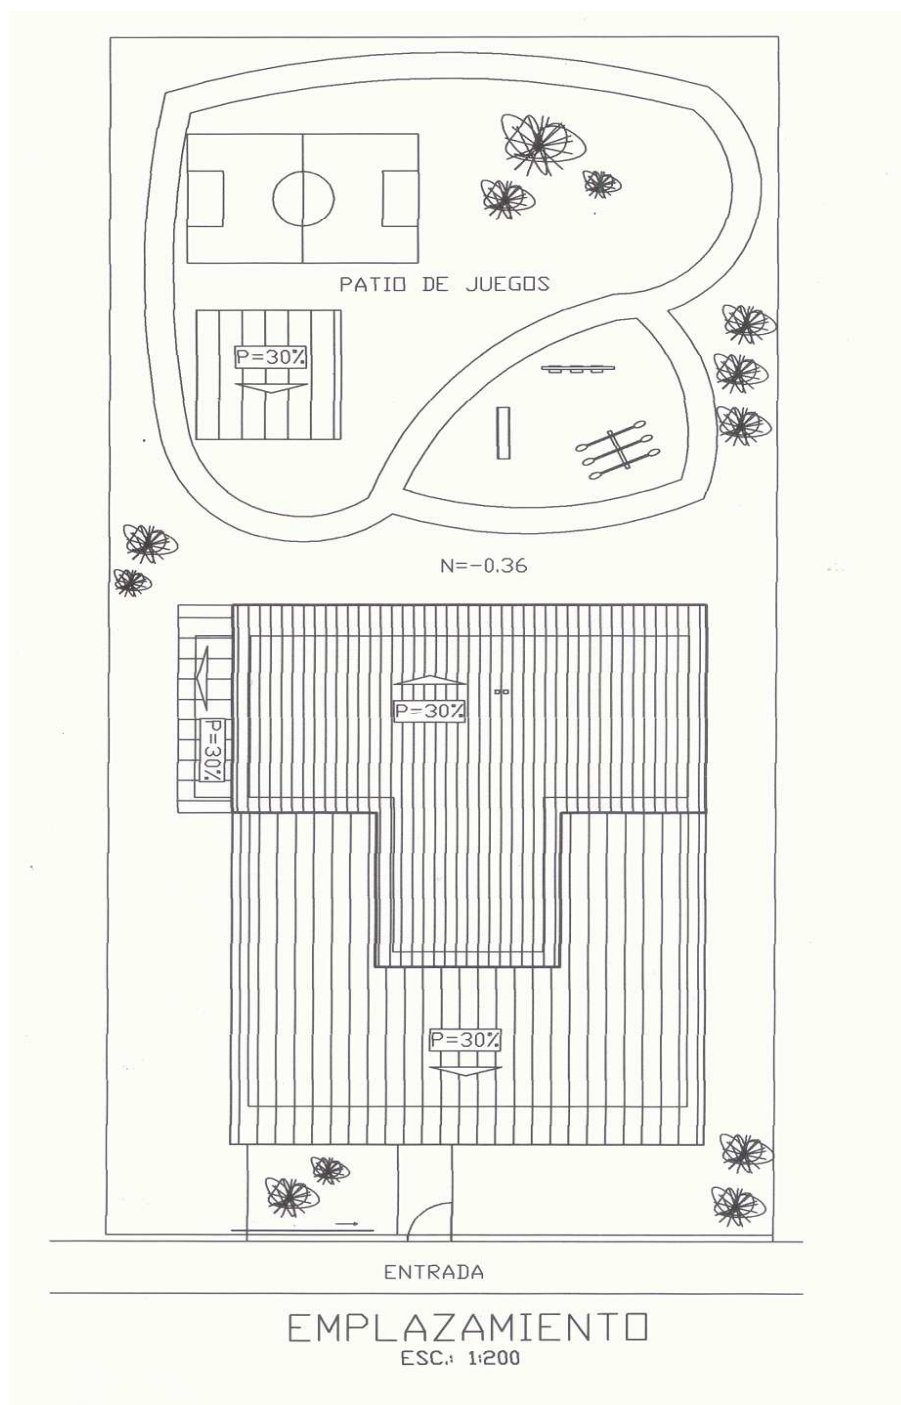 PATIO DE JUEGOS
P=30%
N=-0.36
P=30%
P=30%
P=30%
ENTRADA
EMPLAZAMIENTO
ESC.: 1:200